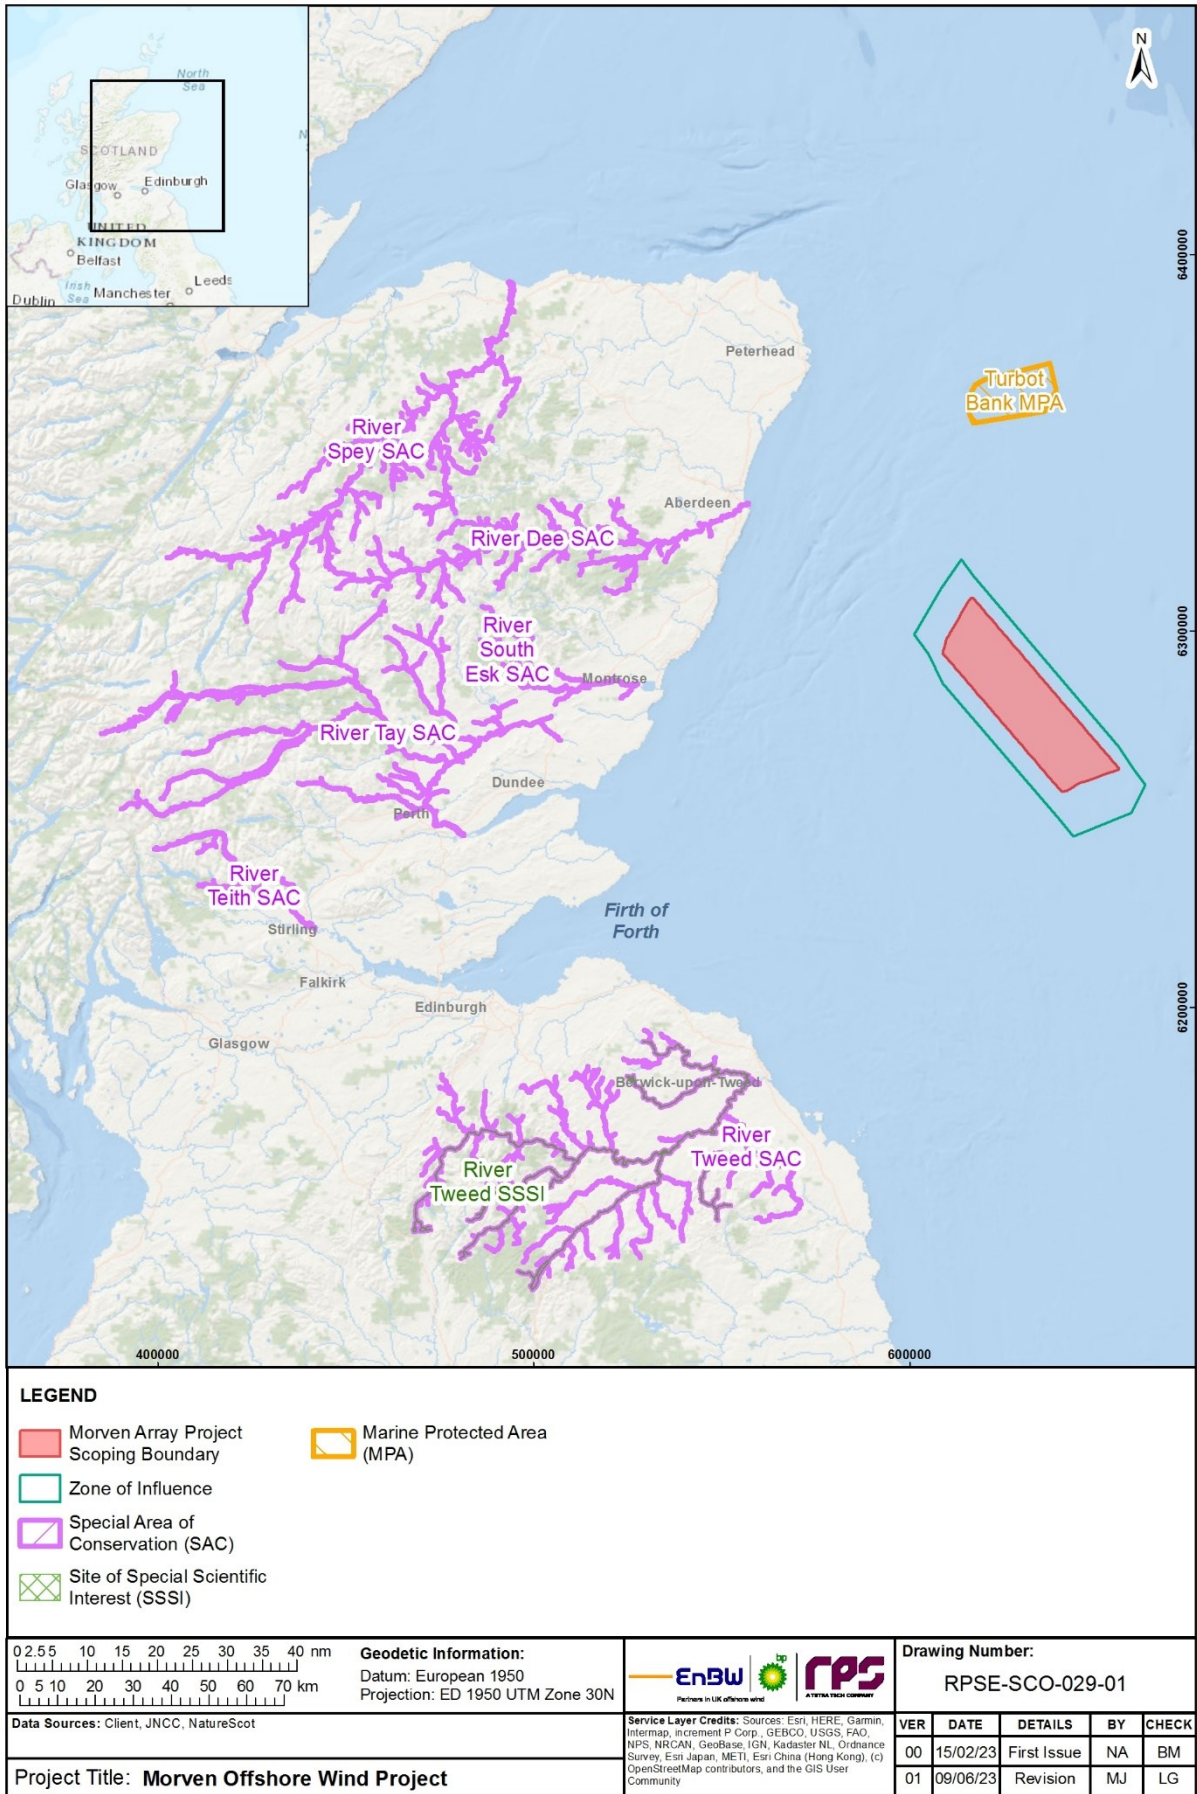 North
Sea
SCOTLAND
Glasgow
Edinburgh
UNITED
KINGDOM
Belfast
Irish
Sea
Leeds
Dublin
Manchester
N
N
6400000
Peterhead
Turbot
Bank MPA
River
Spey SAC
Aberdeen
River Dee SAC
River
South
Esk SAC
6300000
Montrose
River Tay SAC
Dundee
Perth
River
Teith SAC
Firth of
Forth
Stirling
Falkirk
Edinburgh
6200000
Glasgow
Berwick-upon-Tweed
River
Tweed SAC
River
Tweed SSSI
400000
500000
600000
LEGEND
Morven Array Project
Scoping Boundary
Zone of Influence
Special Area of
Conservation (SAC)
Site of Special Scientific
Interest (SSSI)
Marine Protected Area
(MPA)
0 2.5 5 10 15 20 25 30 35 40 nm
0 5 10 20 30 40 50 60 70 km
Geodetic Information:
Datum: European 1950
Projection: ED 1950 UTM Zone 30N
EnBW
bp
Partners in UK offshore wind
rps
A TETRA TECH COMPANY
Drawing Number:
RPSE-SCO-029-01
Data Sources: Client, JNCC, NatureScot
Project Title: Morven Offshore Wind Project
Service Layer Credits: Sources: Esri, HERE, Garmin,
Intermap, increment P Corp., GEBCO, USGS, FAO,
NPS, NRCAN, GeoBase, IGN, Kadaster NL, Ordnance
Survey, Esri Japan, METI, Esri China (Hong Kong), (c)
OpenStreetMap contributors, and the GIS User
Community
VER DATE DETAILS BY CHECK
00 15/02/23 First Issue NA BM
01 09/06/23 Revision MJ LG